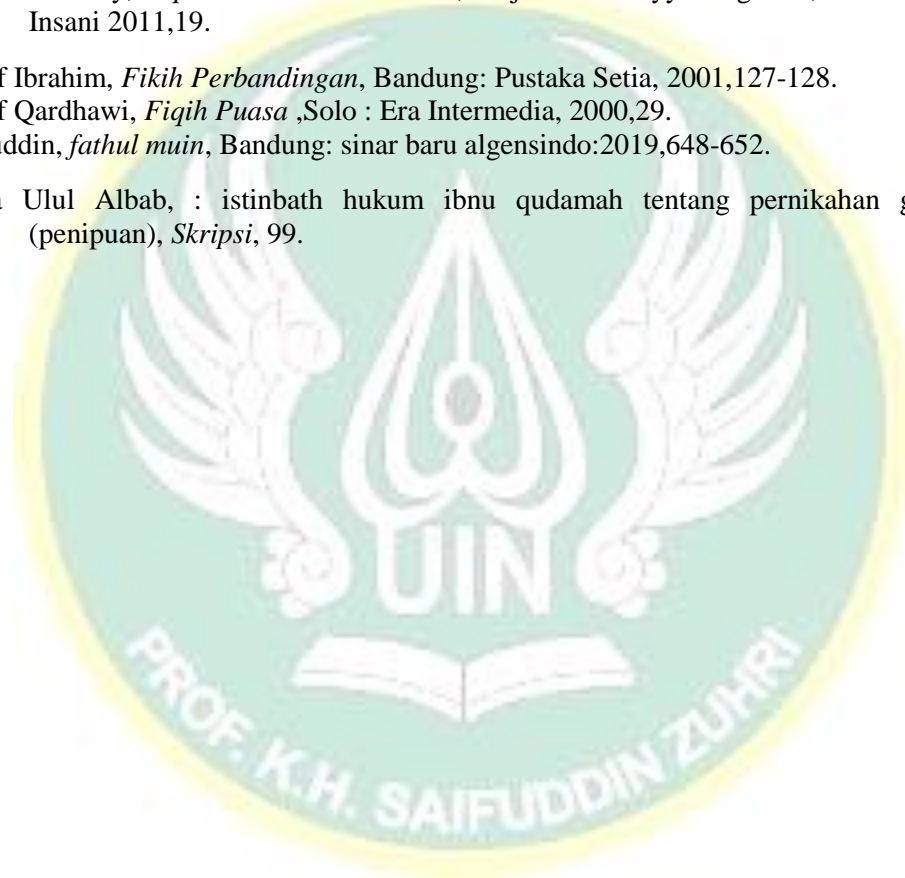 Insani 2011,19.
f Ibrahim, Fikih Perbandingan, Bandung: Pustaka Setia, 2001,127-128.
f Qardhawi, Fiqih Puasa ,Solo : Era Intermedia, 2000,29.
uddin, fathul muin, Bandung: sinar baru algensindo:2019,648-652.
Ulul Albab, : istinbath hukum ibnu qudamah tentang pernikahan g
(penipuan), Skripsi, 99.
UIN
PROF. K.H. SAIFUDDIN ZUHRI